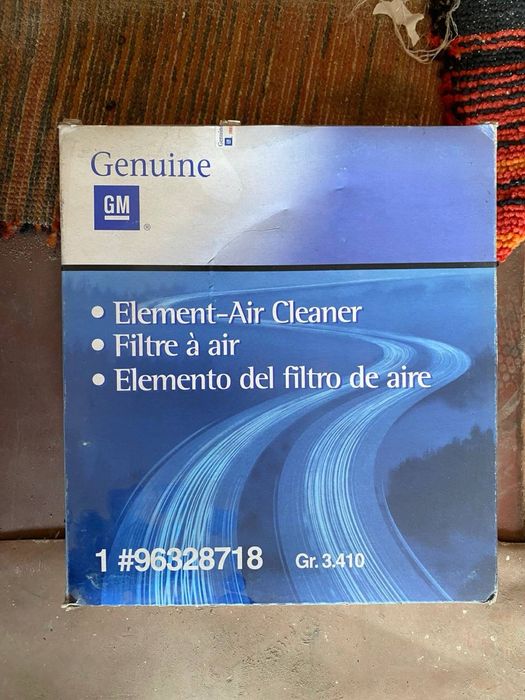 Genuine
GM
®
• Element-Air Cleaner
• Filtre à air
• Elemento del filtro de aire
1 #96328718 Gr. 3.410